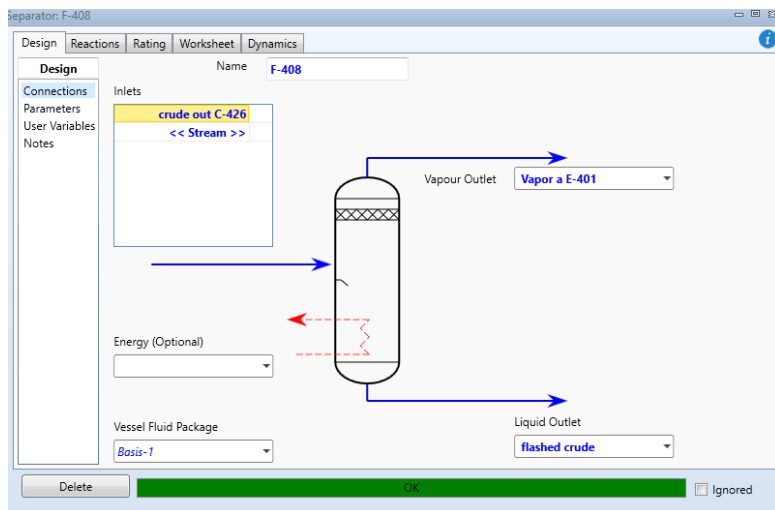 Separator: F-408
Design Reactions Rating Worksheet Dynamics
Design
Connections
Parameters
User Variables
Notes
Name F-408
Inlets
crude out C-426
<< Stream >>
Vapour Outlet Vapor a E-401
Energy (Optional)
Vessel Fluid Package
Basis-1
Liquid Outlet
flashed crude
Delete OK Ignored